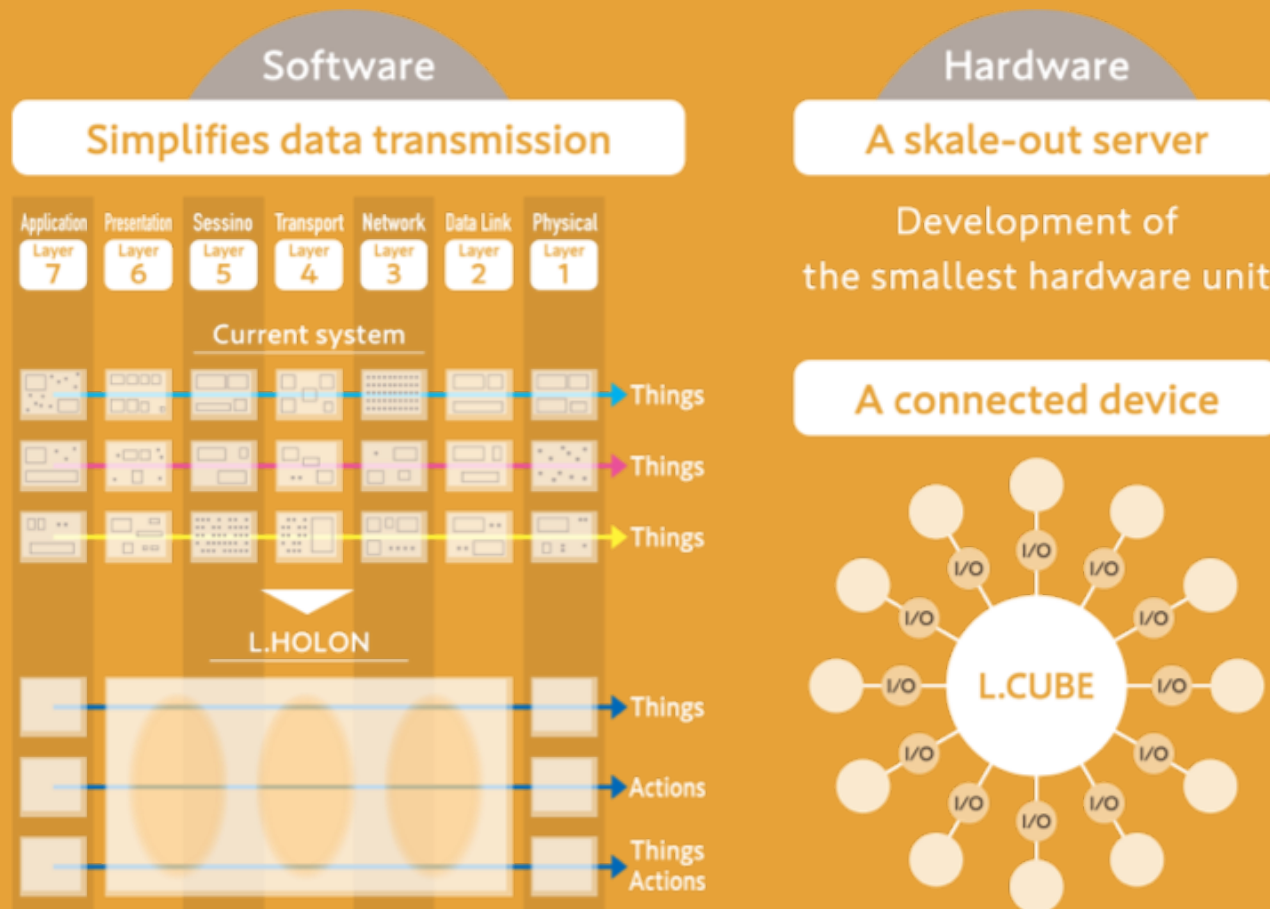 Software
Simplifies data transmission
Application
Layer
7
Presentation
Layer
6
Sessino
Layer
5
Transport
Layer
4
Network
Layer
3
Data Link
Layer
2
Physical
Layer
1
Current system
Things
Things
Things
L.HOLON
Things
Actions
Things
Actions
Hardware
A skale-out server
Development of
the smallest hardware unit
A connected device
I/O
I/O
I/O
I/O
I/O
I/O
L.CUBE
I/O
I/O
I/O
I/O
I/O
I/O